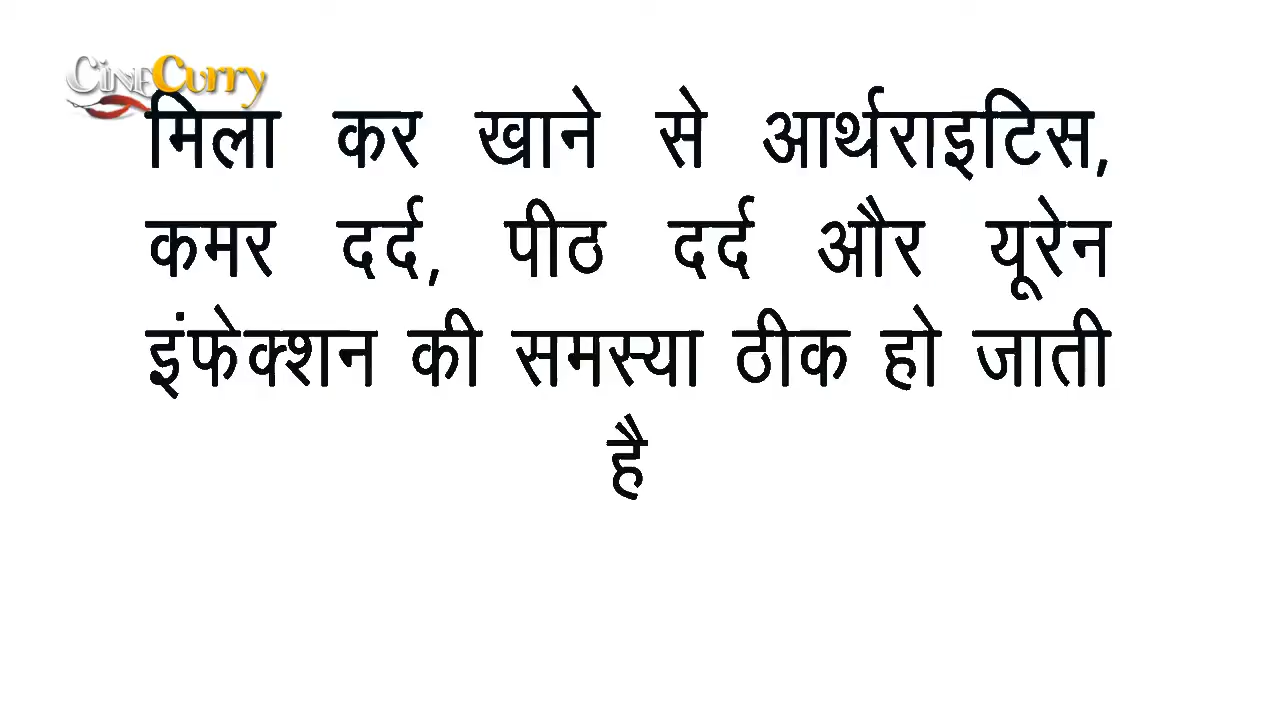 CineCurry
मिला कर खाने से आर्थराइटिस,
कमर दर्द, पीठ दर्द और यूरेन
इंफेक्शन की समस्या ठीक हो जाती
है